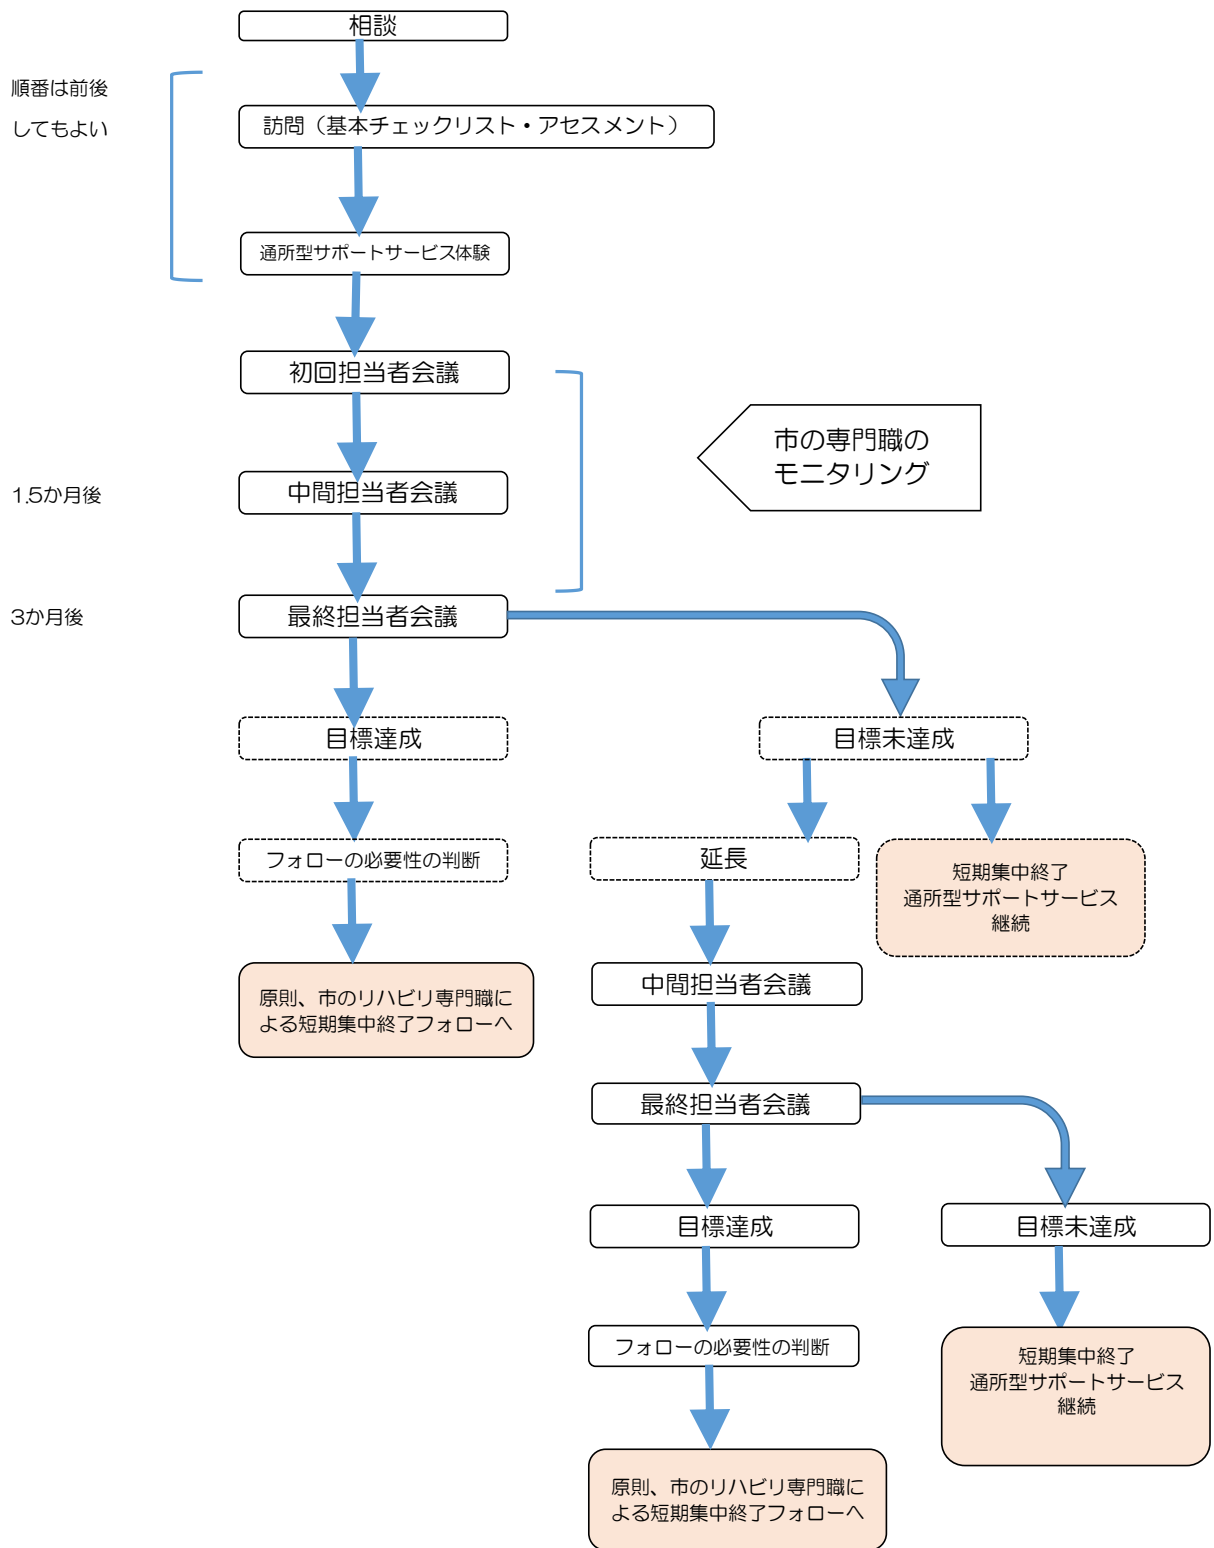 相談
順番は前後
してもよい
訪問（基本チェックリスト・アセスメント）
通所型サポートサービス体験
初回担当者会議
市の専門職の
モニタリング
1.5か月後
中間担当者会議
3か月後
最終担当者会議
目標達成
目標未達成
フォローの必要性の判断
延長
短期集中終了
通所型サポートサービス
継続
原則、市のリハビリ専門職に
よる短期集中終了フォローへ
中間担当者会議
最終担当者会議
目標達成
目標未達成
フォローの必要性の判断
短期集中終了
通所型サポートサービス
継続
原則、市のリハビリ専門職に
よる短期集中終了フォローへ